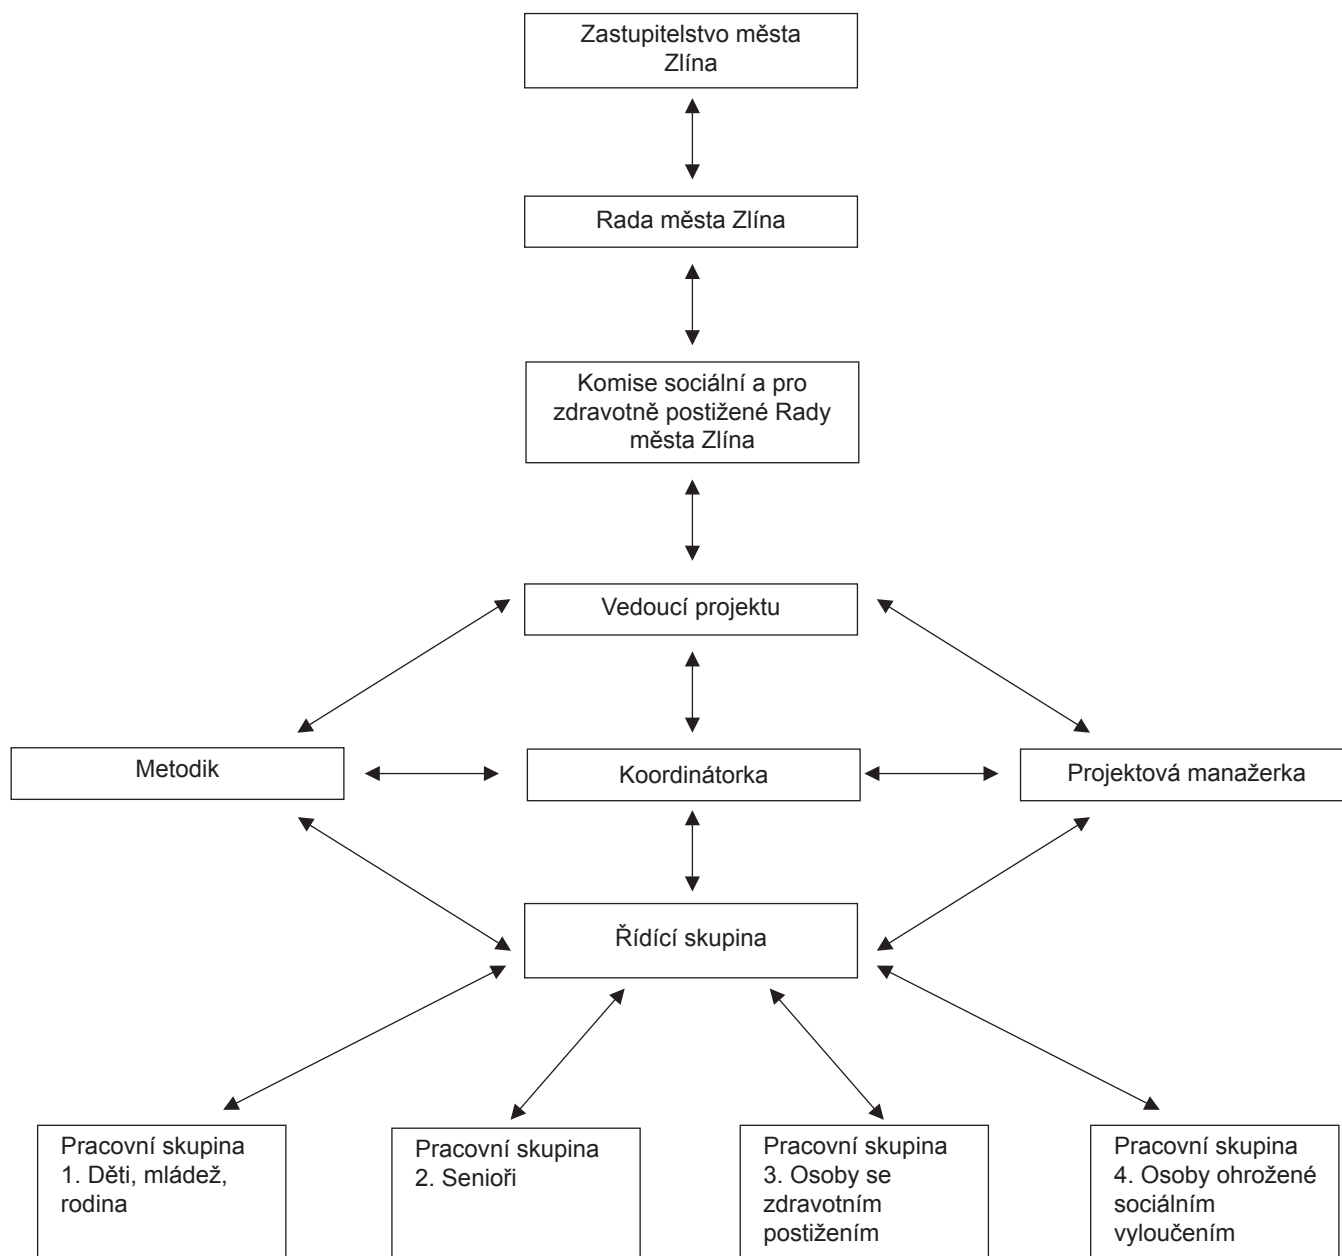 Zastupitelstvo města
Zlína
Rada města Zlína
Komise sociální a pro
zdravotně postižené Rady
města Zlína
Vedoucí projektu
Metodik
Koordinátorka
Projektová manažerka
Řídící skupina
Pracovní skupina
1. Děti, mládež,
rodina
Pracovní skupina
2. Senioři
Pracovní skupina
3. Osoby se
zdravotním
postižením
Pracovní skupina
4. Osoby ohrožené
sociálním
vyloučením